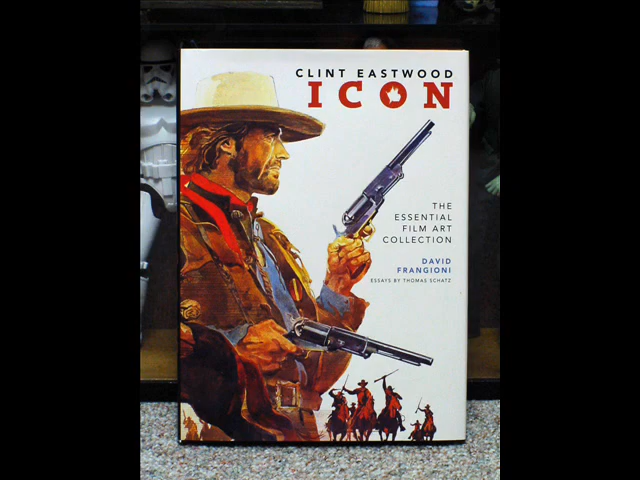 CLINT EASTWOOD
ICON
THE
ESSENTIAL
FILM ART
COLLECTION
DAVID
FRANGIONI
ESSAYS BY THOMAS SCHATZ